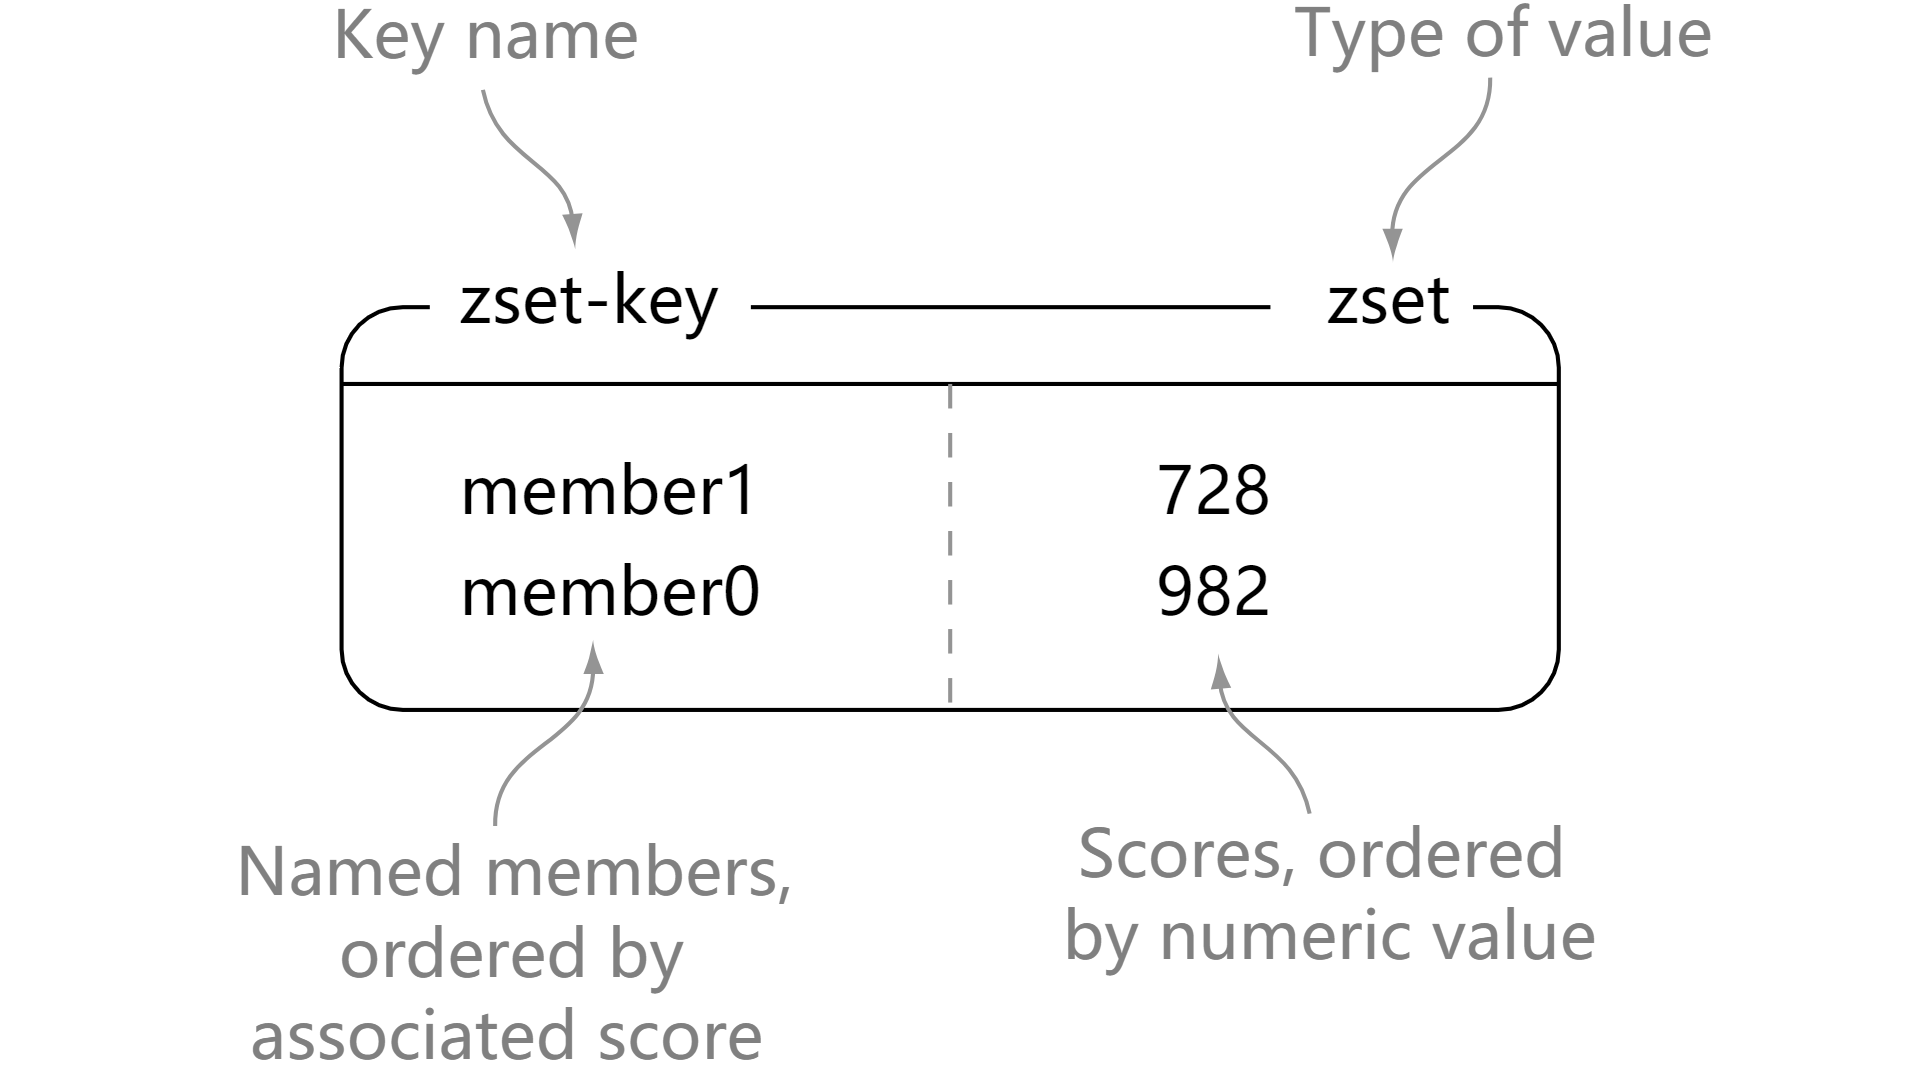 Key name
Type of value
zset-key
zset
member1
728
member0
982
Named members,
ordered by
associated score
Scores, ordered
by numeric value